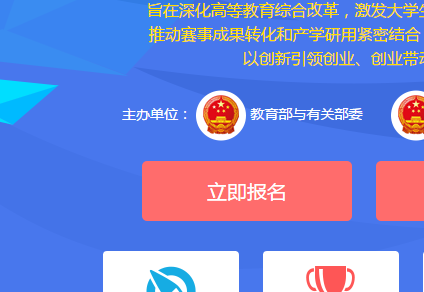 旨在深化高等教育综合改革，激发大学生
推动赛事成果转化和产学研用紧密结合
以创新引领创业、创业带动
主办单位： 教育部与有关部委
立即报名